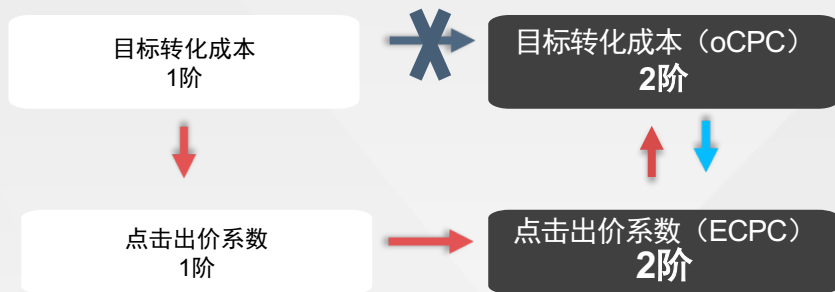 目标转化成本
1阶
目标转化成本（oCPC）
2阶
点击出价系数
1阶
点击出价系数（ECPC）
2阶